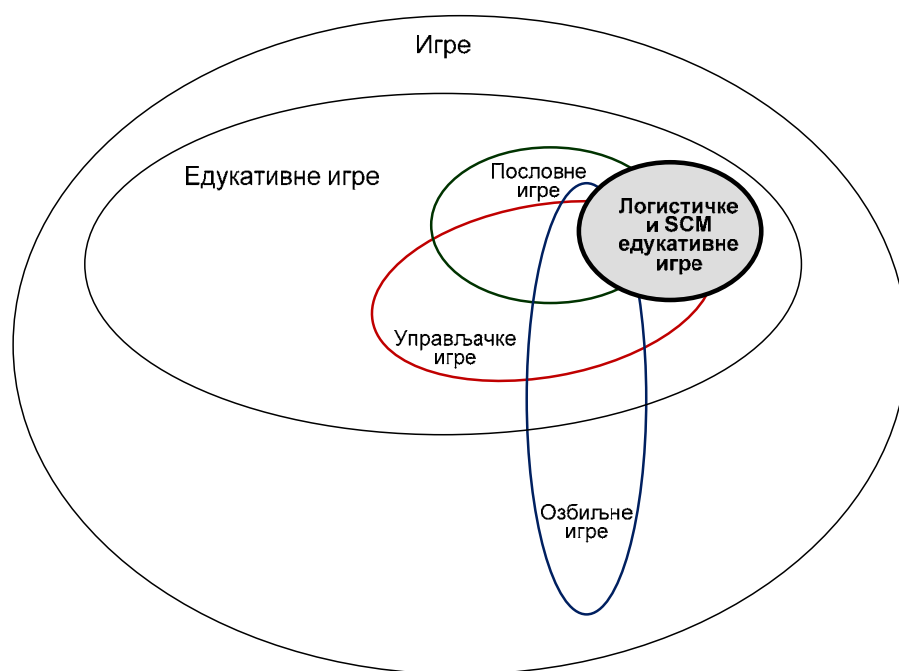 Игре
Едукативне игре
Пословне
игре
Логистичке
и SCM
едукативне
игре
Управљачке
игре
Озбиљне
игре